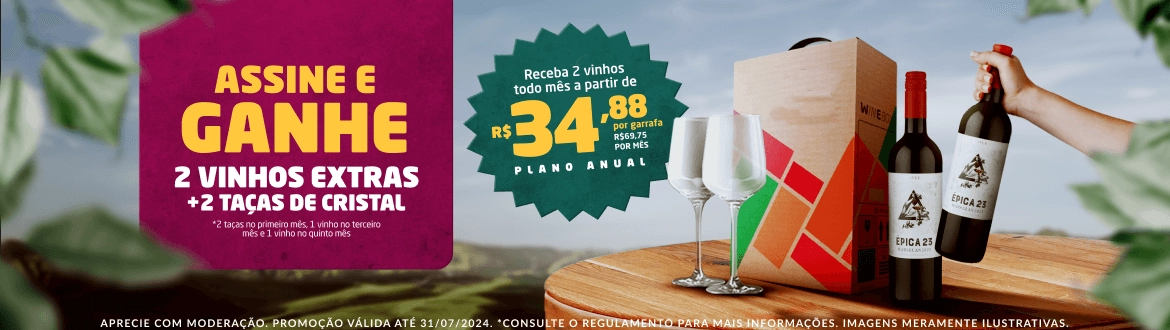 ASSINE E
GANHE
2 VINHOS EXTRAS
+2 TAÇAS DE CRISTAL
*2 taças no primeiro mês, 1 vinho no terceiro
mês e 1 vinho no quinto mês
Receba 2 vinhos
todo mês a partir de
R$34,88
por garrafa
R$69,75
POR MÊS
PLANO ANUAL
ÉPICA 23
ÉPICA 23
APRECIE COM MODERAÇÃO. PROMOÇÃO VÁLIDA ATÉ 31/07/2024. *CONSULTE O REGULAMENTO PARA MAIS INFORMAÇÕES. IMAGENS MERAMENTE ILUSTRATIVAS.